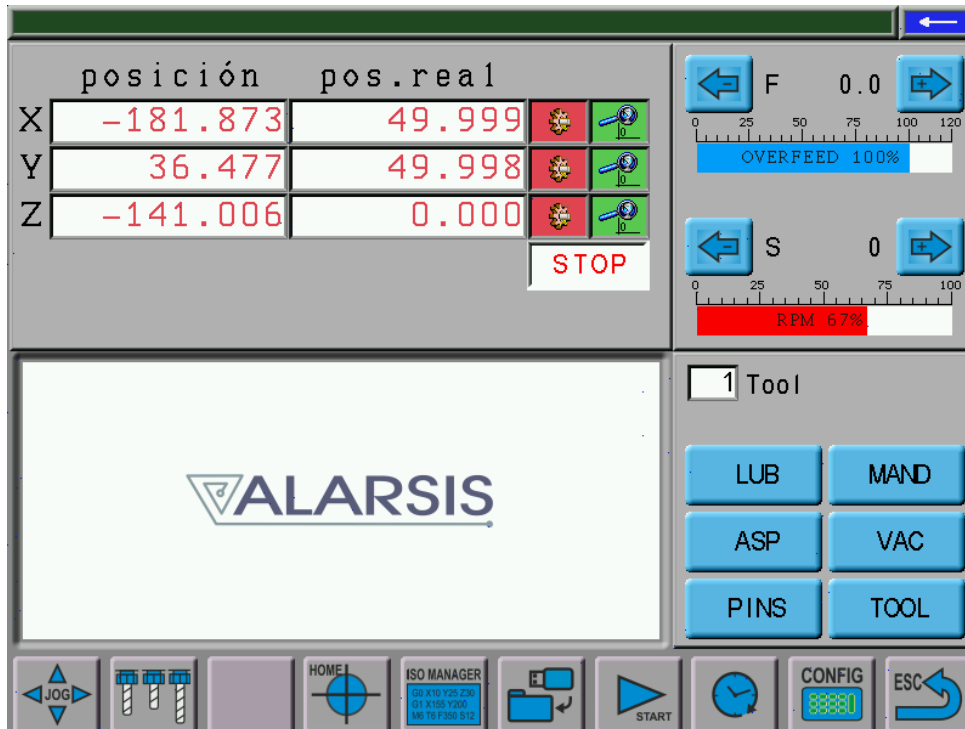 posición pos.real
X -181.873 49.999
Y 36.477 49.998
Z -141.006 0.000
STOP
F 0.0
0 25 50 75 100 120
OVERFEED 100%
S 0
0 25 50 75 100
RPM 67%
1 Tool
ALARSIS
LUB MAND
ASP VAC
PINS TOOL
JOG
HOME
ISO MANAGER
G0 X10 Y25 Z30
G1 X155 Y200
M6 T6 F350 S12
START
CONFIG
ESC